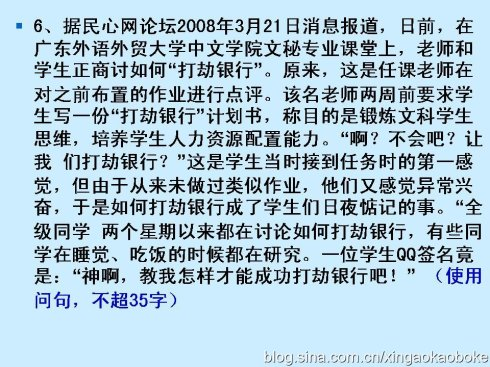 6、据民心网论坛2008年3月21日消息报道，日前，在
广东外语外贸大学中文学院文秘专业课堂上，老师和
学生正商讨如何“打劫银行”。原来，这是任课老师在
对之前布置的作业进行点评。该名老师两周前要求学
生写一份“打劫银行”计划书，称目的是锻炼文科学生
思维，培养学生人力资源配置能力。“啊？不会吧？让
我 们打劫银行？”这是学生当时接到任务时的第一感
觉，但由于从来未做过类似作业，他们又感觉异常兴
奋，于是如何打劫银行成了学生们日夜惦记的事。“全
级同学 两个星期以来都在讨论如何打劫银行，有些同
学在睡觉、吃饭的时候都在研究。一位学生QQ签名竟
是：“神啊，教我怎样才能成功打劫银行吧！”（使用
问句，不超35字）
blog.sina.com.cn/xingaokaoboke